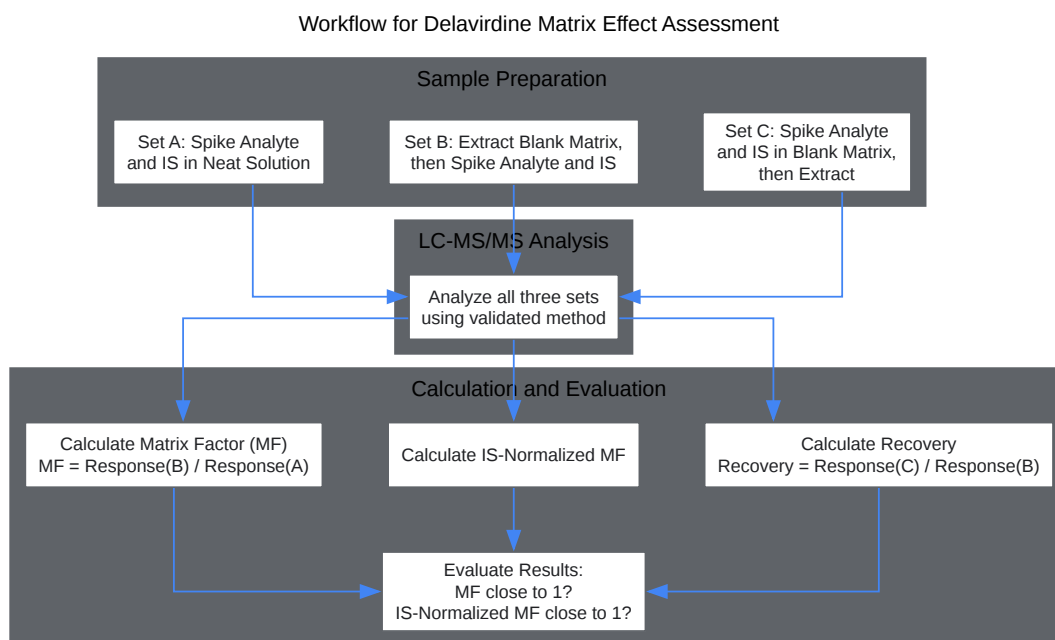 Workflow for Delavirdine Matrix Effect Assessment
Sample Preparation
Set A: Spike Analyte
and IS in Neat Solution
Set B: Extract Blank Matrix,
then Spike Analyte and IS
Set C: Spike Analyte
and IS in Blank Matrix,
then Extract
LC-MS/MS Analysis
Analyze all three sets
using validated method
Calculation and Evaluation
Calculate Matrix Factor (MF)
MF = Response(B) / Response(A)
Calculate IS-Normalized MF
Calculate Recovery
Recovery = Response(C) / Response(B)
Evaluate Results:
MF close to 1?
IS-Normalized MF close to 1?